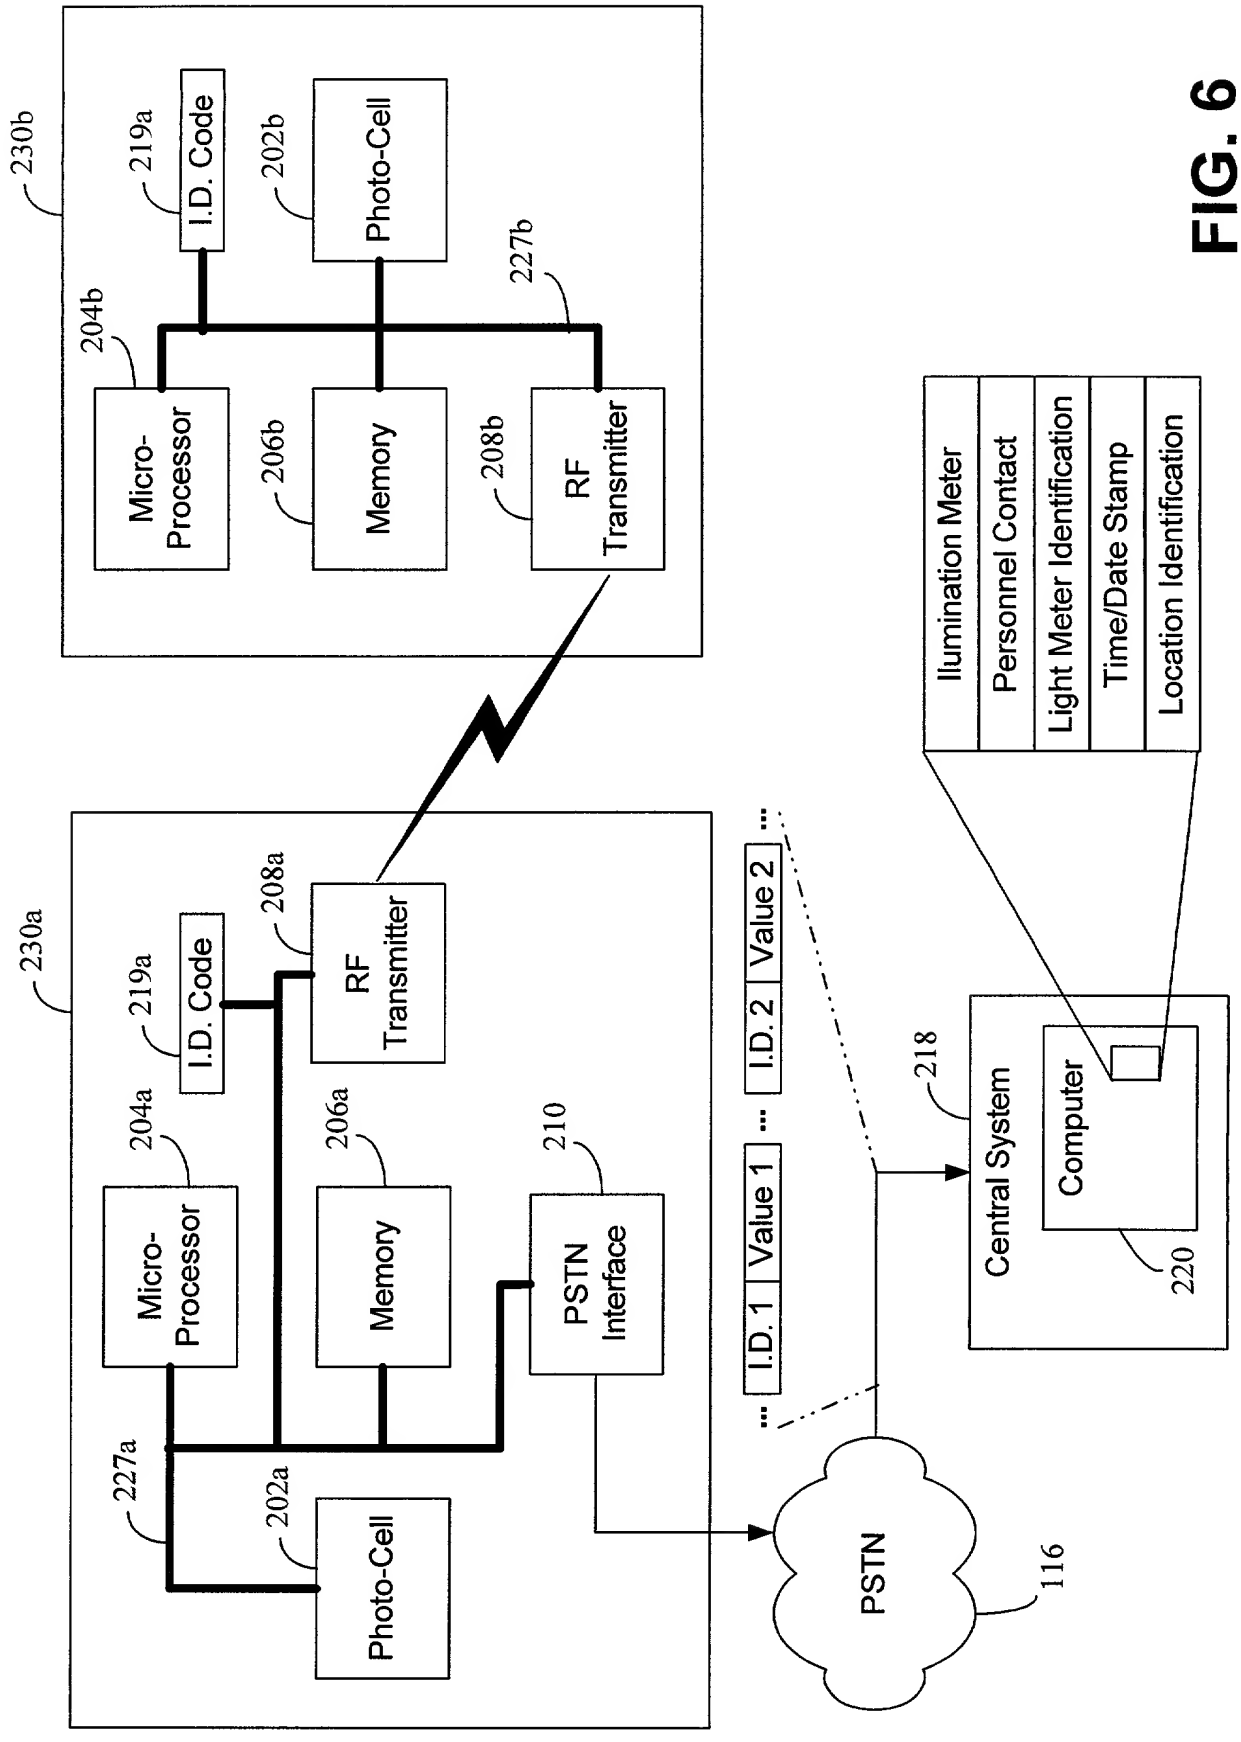 230a
227a
204a
Micro-
Processor
219a
I.D. Code
202a
Photo-Cell
206a
Memory
208a
RF
Transmitter
210
PSTN
Interface
230b
204b
Micro-
Processor
219a
I.D. Code
206b
Memory
202b
Photo-Cell
208b
RF
Transmitter
227b
... I.D. 1 Value 1 ... I.D. 2 Value 2 ...
PSTN
116
218
Central System
Computer
220
Ilumination Meter
Personnel Contact
Light Meter Identification
Time/Date Stamp
Location Identification
FIG. 6